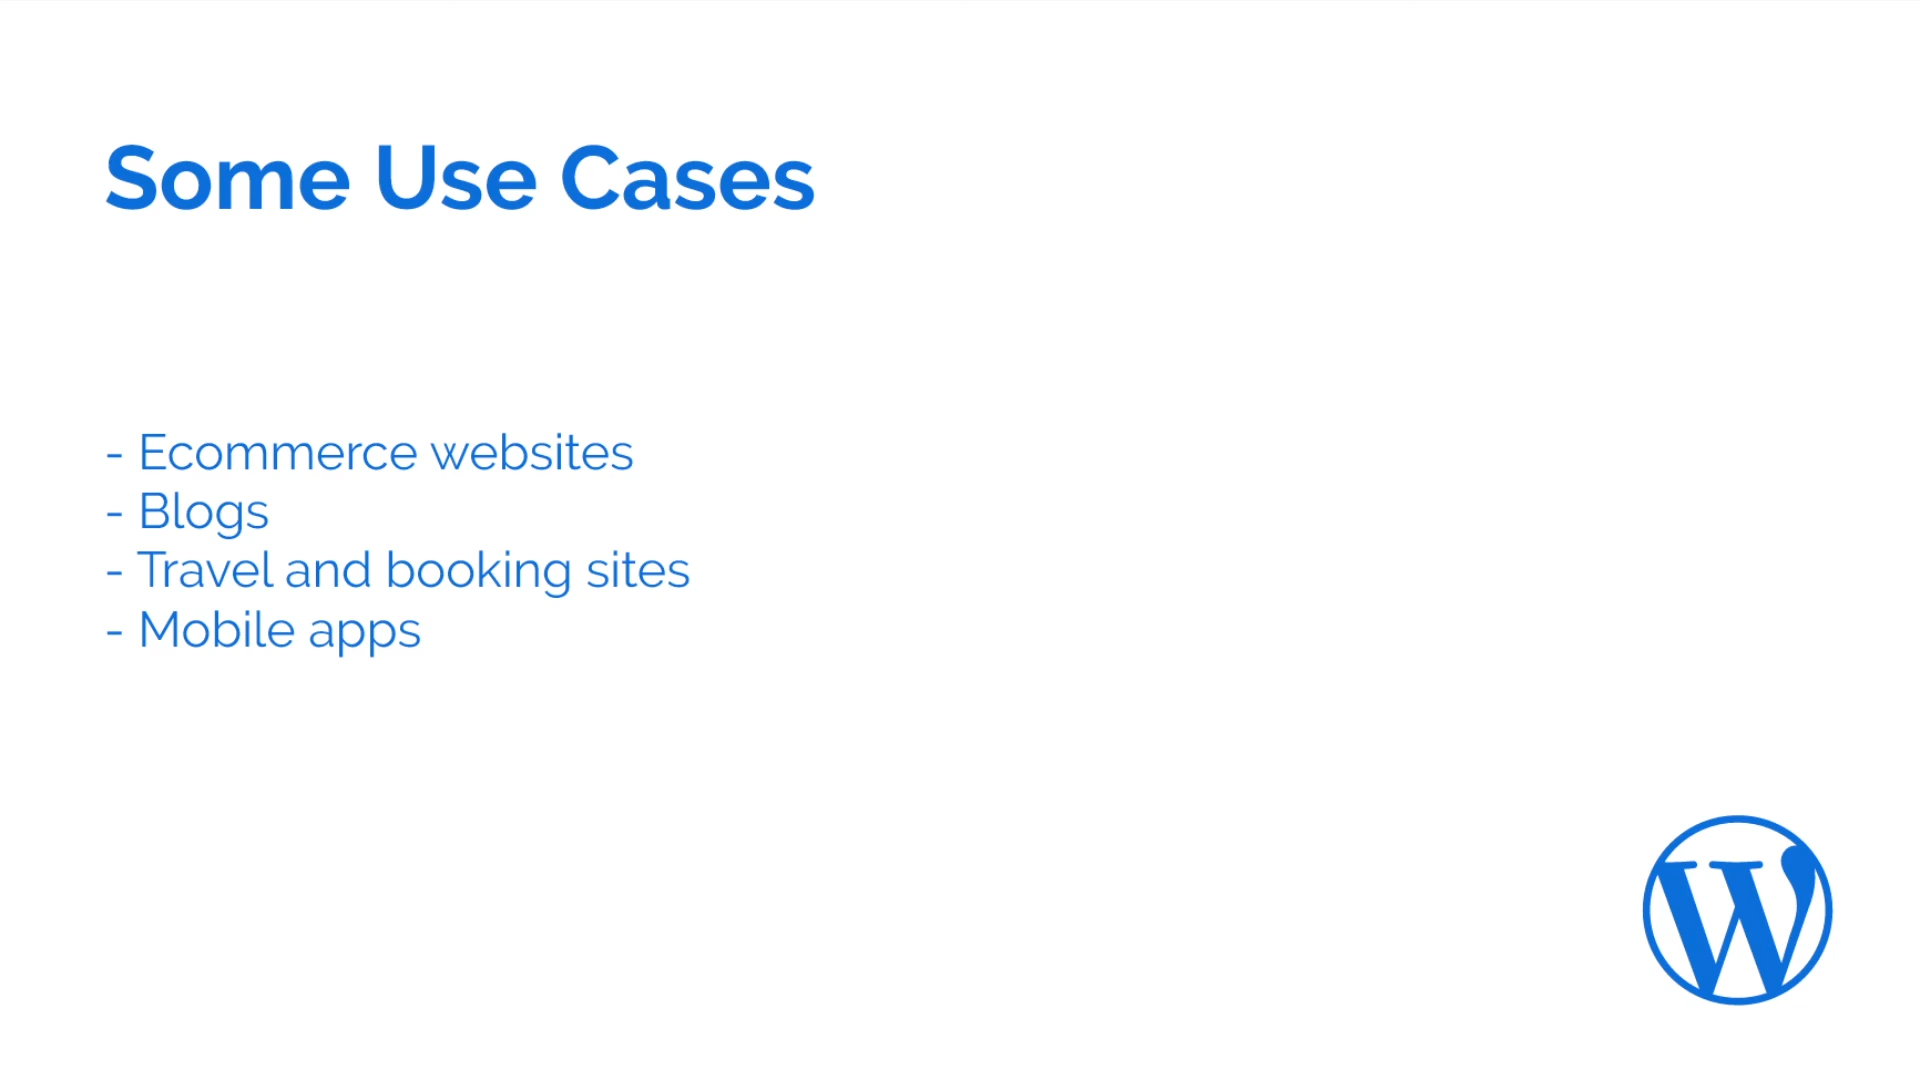 Some Use Cases
- Ecommerce websites
- Blogs
- Travel and booking sites
- Mobile apps